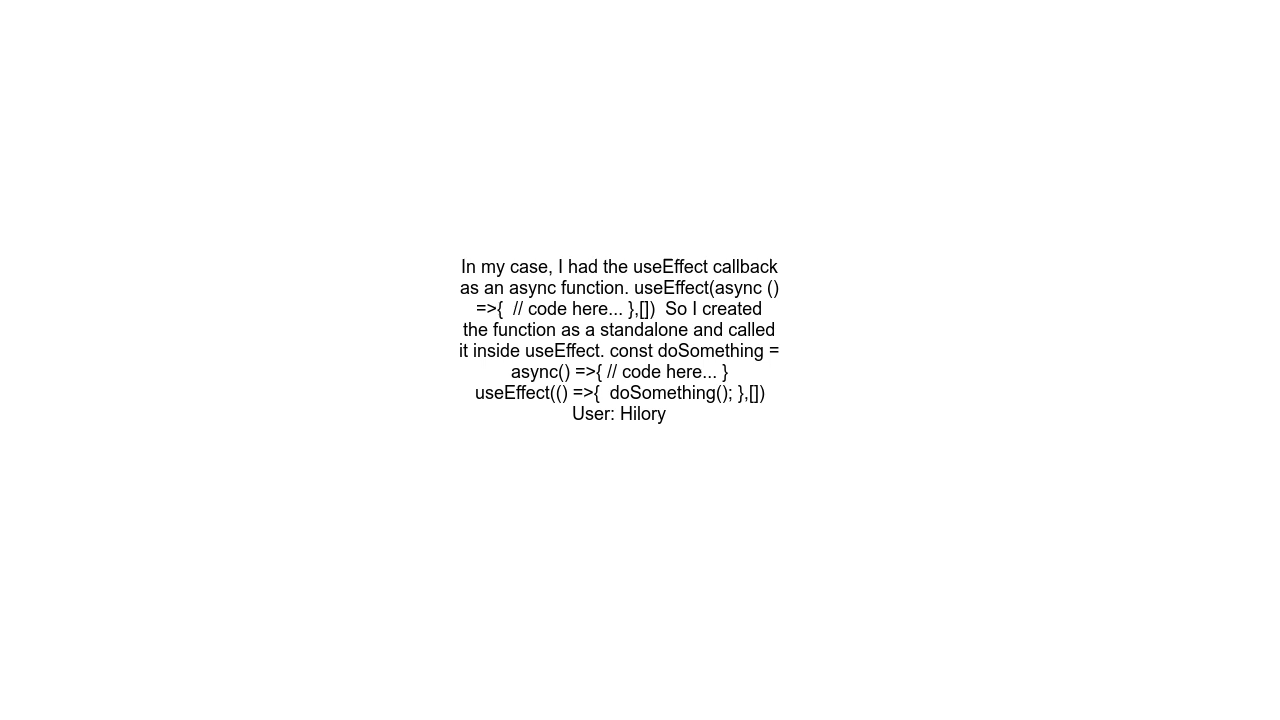 In my case, I had the useEffect callback
as an async function. useEffect(async ()
=>{  // code here... },[])  So I created
the function as a standalone and called
it inside useEffect. const doSomething =
async() =>{ // code here... }
useEffect(() =>{  doSomething(); },[])
User: Hilory